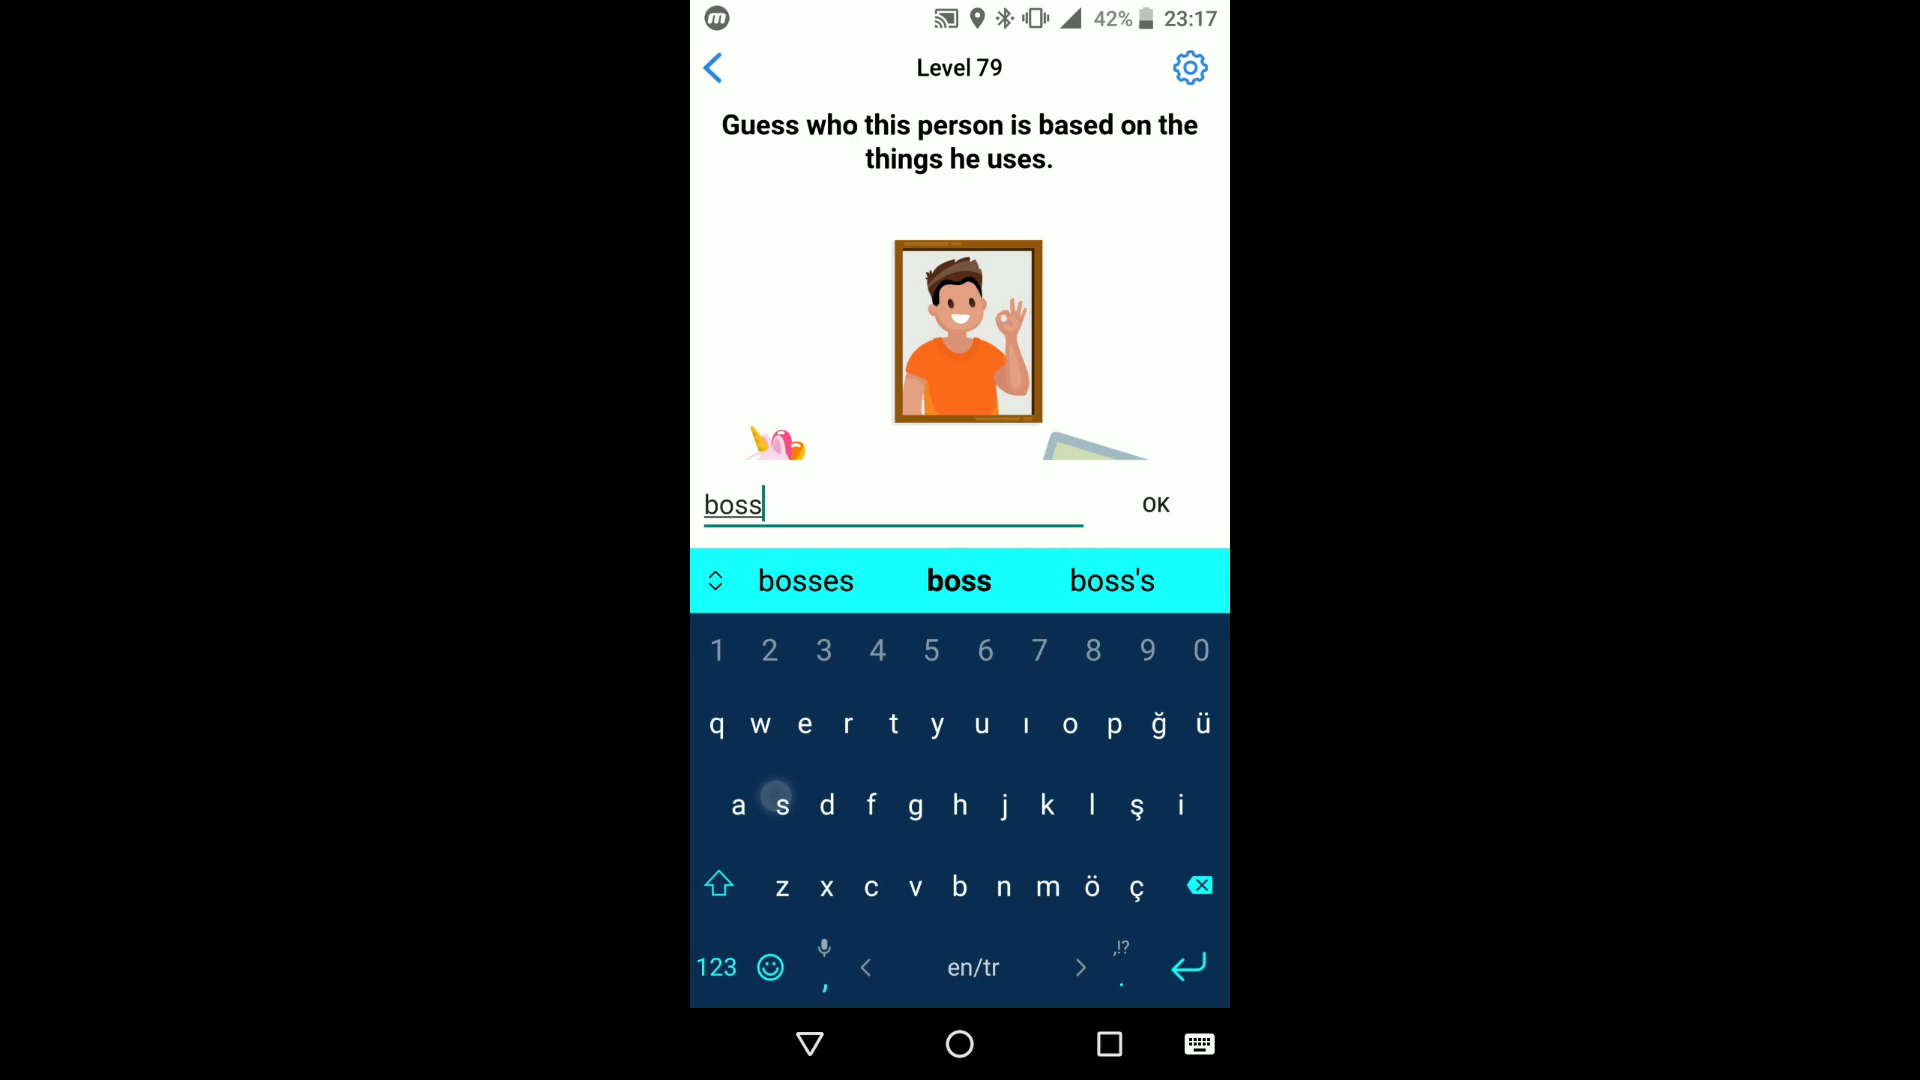 m 42% 23:17
Level 79
Guess who this person is based on the
things he uses.
boss OK
bosses boss boss's
1 2 3 4 5 6 7 8 9 0
q w e r t y u ı o p ğ ü
a s d f g h j k l ş i
z x c v b n m ö ç
,!?
123 , < en/tr > .